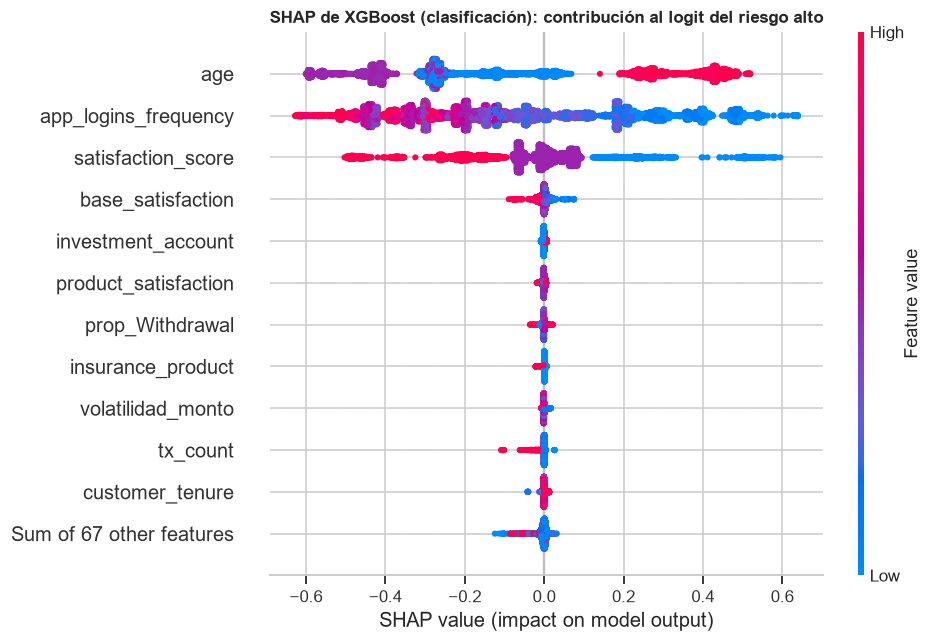 SHAP de XGBoost (clasificación): contribución al logit del riesgo alto
High
age
app_logins_frequency
satisfaction_score
base_satisfaction
investment_account
product_satisfaction
prop_Withdrawal
insurance_product
volatilidad_monto
tx_count
customer_tenure
Sum of 67 other features
Feature value
Low
−0.6 −0.4 −0.2 0.0 0.2 0.4 0.6
SHAP value (impact on model output)